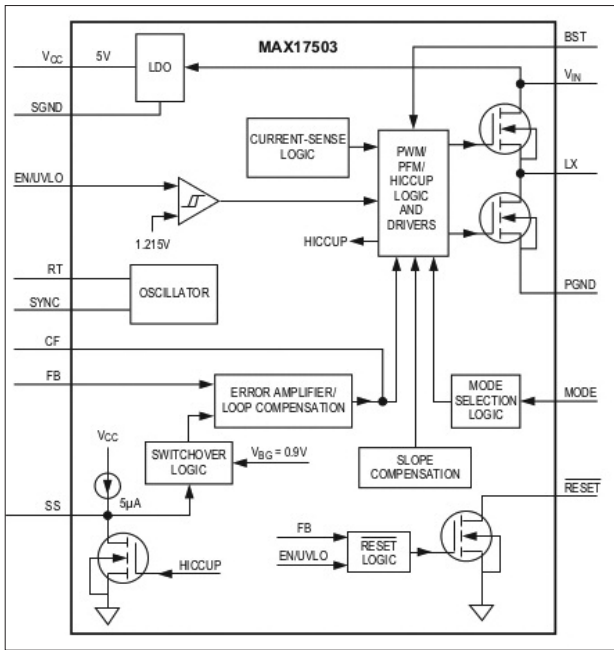 MAX17503
VCC
5V
LDO
SGND
BST
VIN
CURRENT-SENSE
LOGIC
PWM/
PFM/
HICCUP
LOGIC
AND
DRIVERS
LX
EN/UVLO
1.215V
HICCUP
PGND
RT
SYNC
OSCILLATOR
CF
FB
ERROR AMPLIFIER/
LOOP COMPENSATION
MODE
SELECTION
LOGIC
MODE
VCC
SWITCHOVER
LOGIC
VBG = 0.9V
SLOPE
COMPENSATION
5µA
SS
RESET
FB
EN/UVLO
RESET
LOGIC
HICCUP